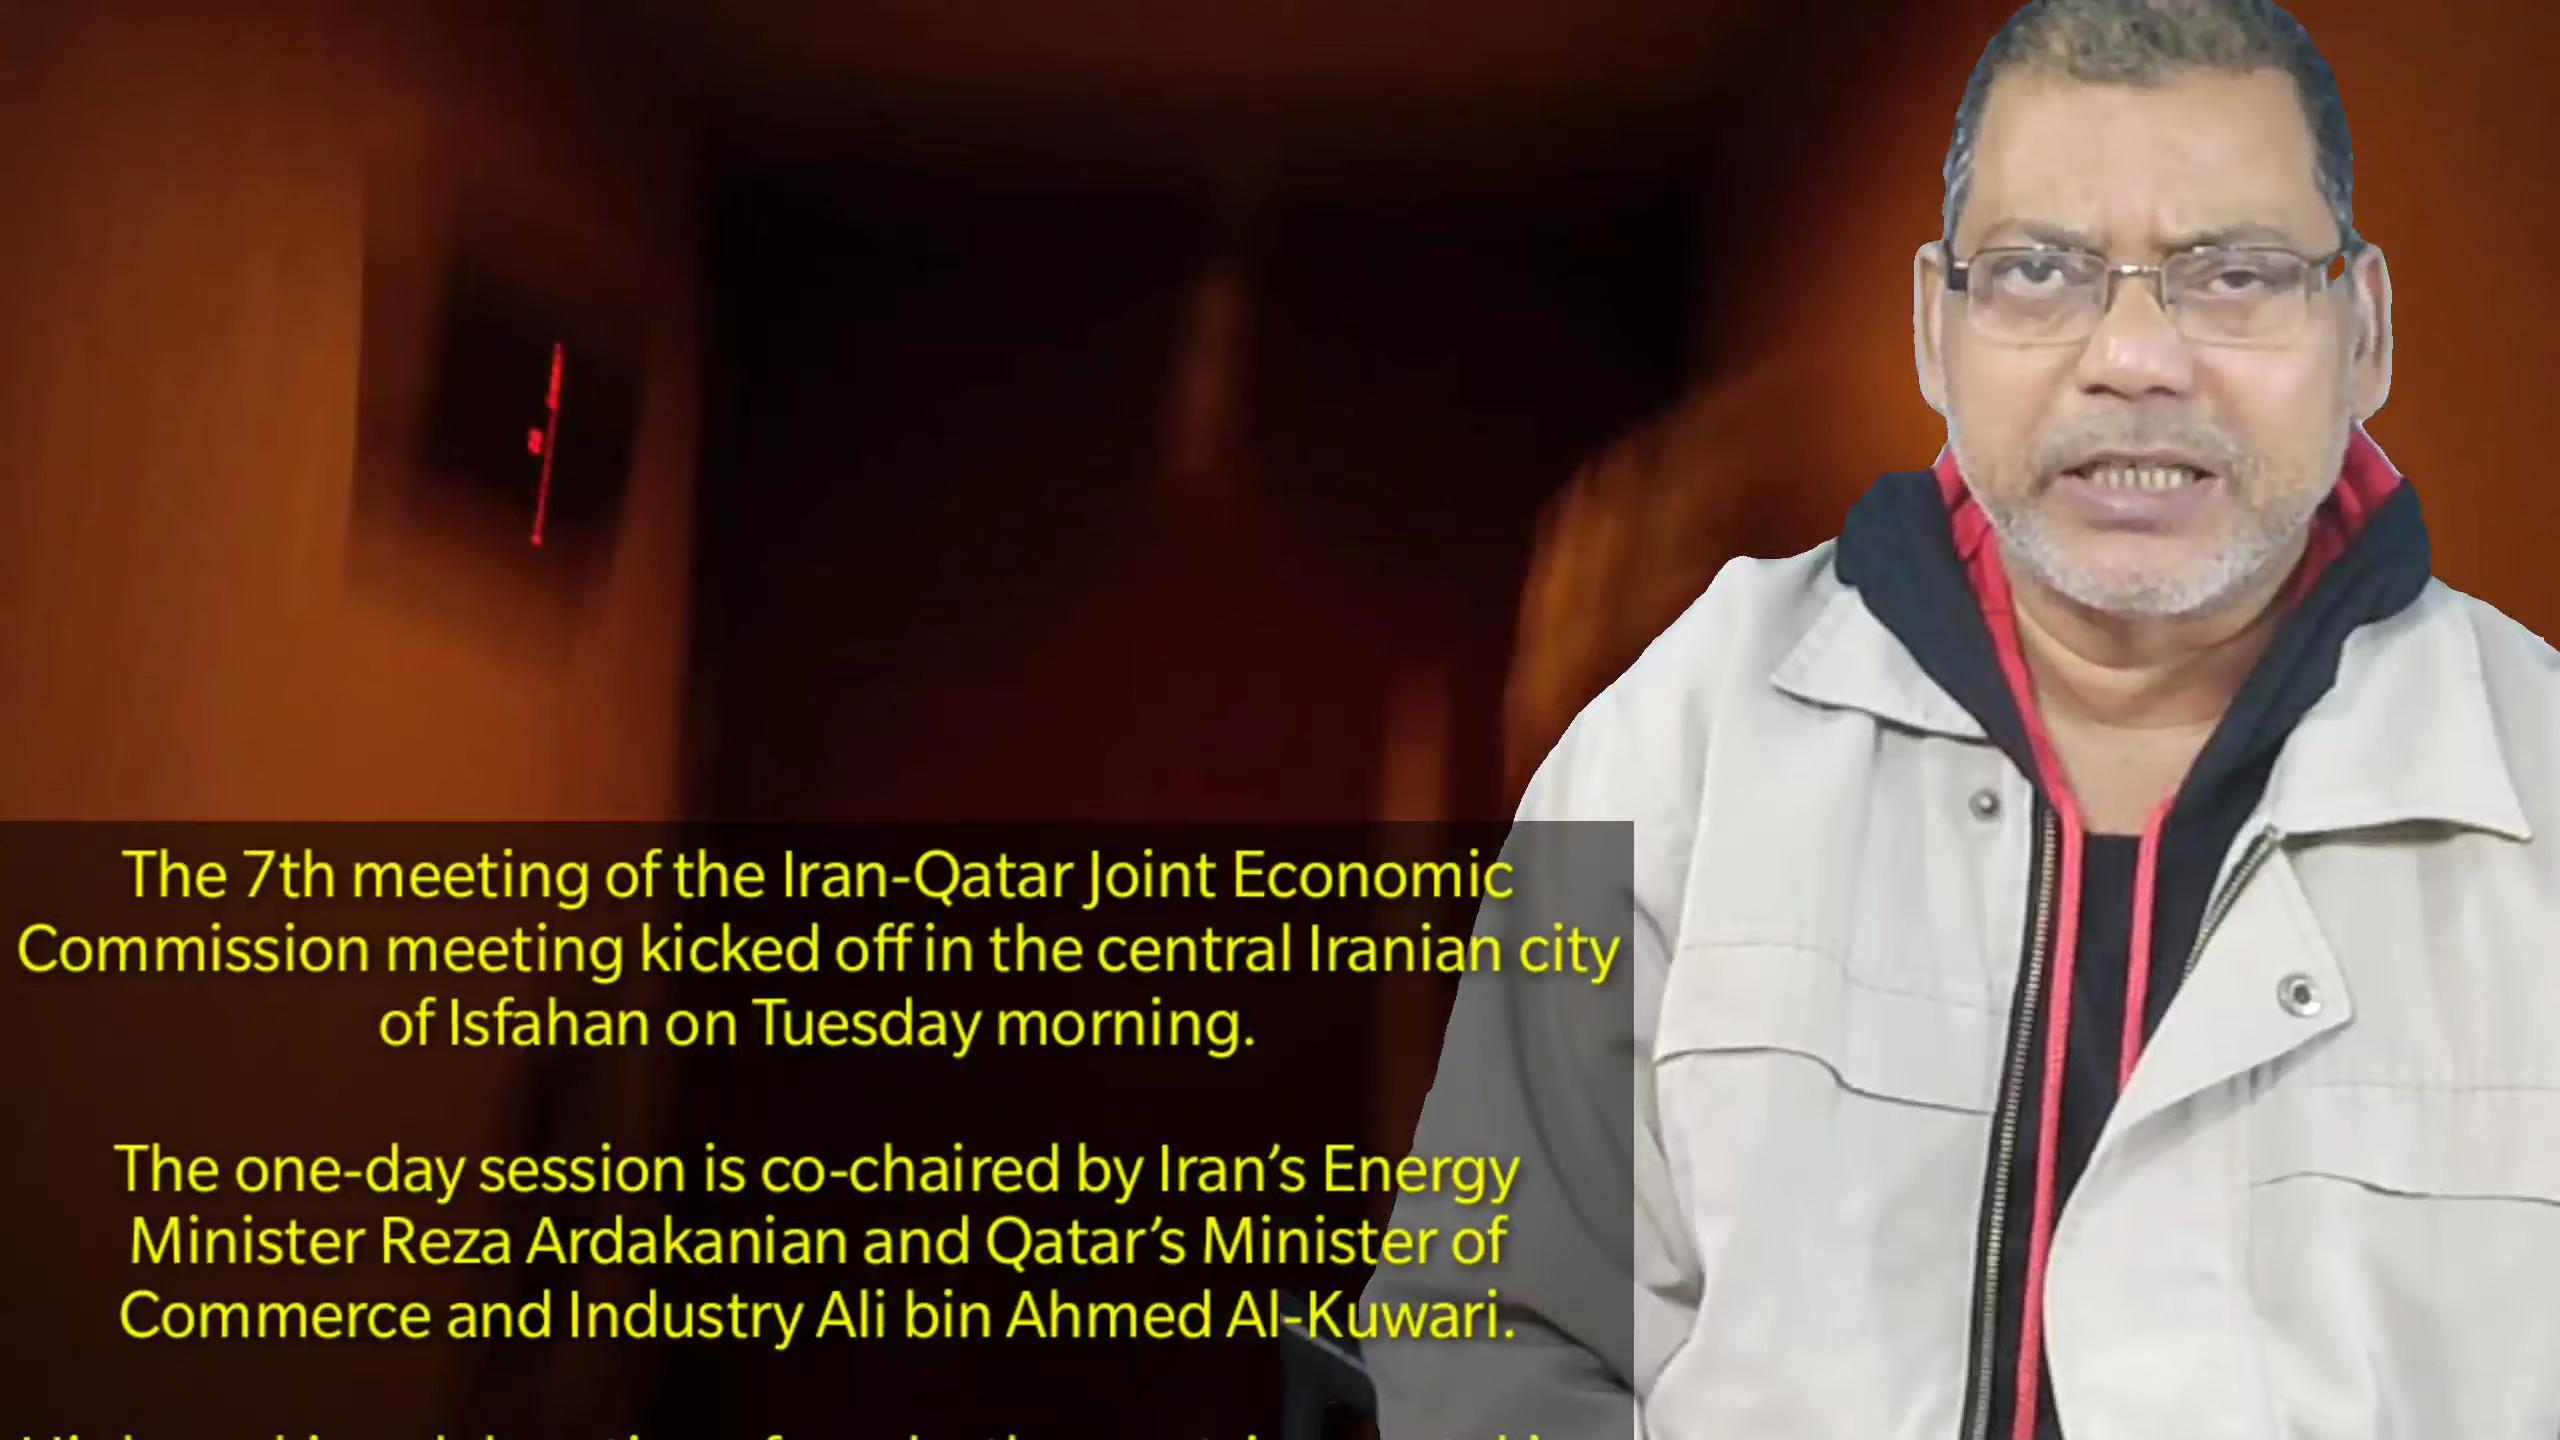 The 7th meeting of the Iran-Qatar Joint Economic
Commission meeting kicked off in the central Iranian city
of Isfahan on Tuesday morning.
The one-day session is co-chaired by Iran’s Energy
Minister Reza Ardakanian and Qatar’s Minister of
Commerce and Industry Ali bin Ahmed Al-Kuwari.